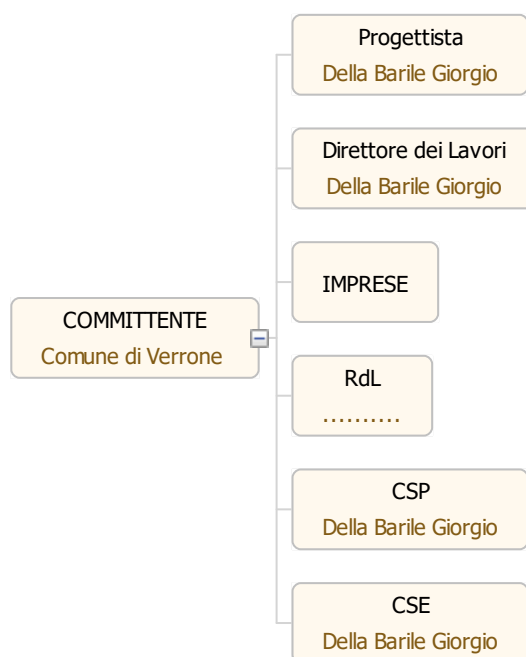 Progettista
Della Barile Giorgio
Direttore dei Lavori
Della Barile Giorgio
IMPRESE
COMMITTENTE
Comune di Verrone
RdL
..........
CSP
Della Barile Giorgio
CSE
Della Barile Giorgio